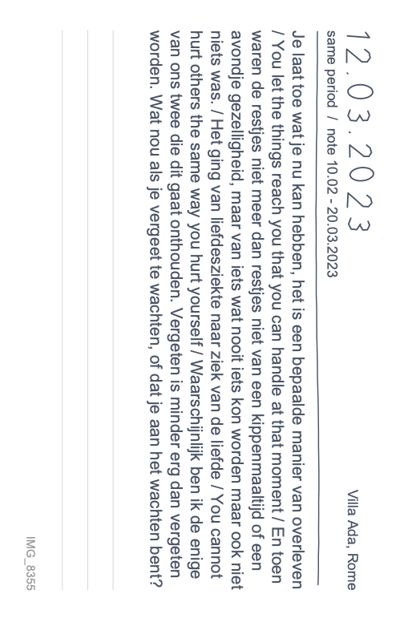 12.03.2023
same period / note 10.02 - 20.03.2023
Villa Ada, Rome
Je laat toe wat je nu kan hebben, het is een bepaalde manier van overleven
/ You let the things reach you that you can handle at that moment / En toen
waren de restjes niet meer dan restjes niet van een kippenmaaltijd of een
avondje gezelligheid, maar van iets wat nooit iets kon worden maar ook niet
niets was. / Het ging van liefdesziekte naar ziek van de liefde / You cannot
hurt others the same way you hurt yourself / Waarschijnlijk ben ik de enige
van ons twee die dit gaat onthouden. Vergeten is minder erg dan vergeten
worden. Wat nou als je vergeet te wachten, of dat je aan het wachten bent?
IMG_8355